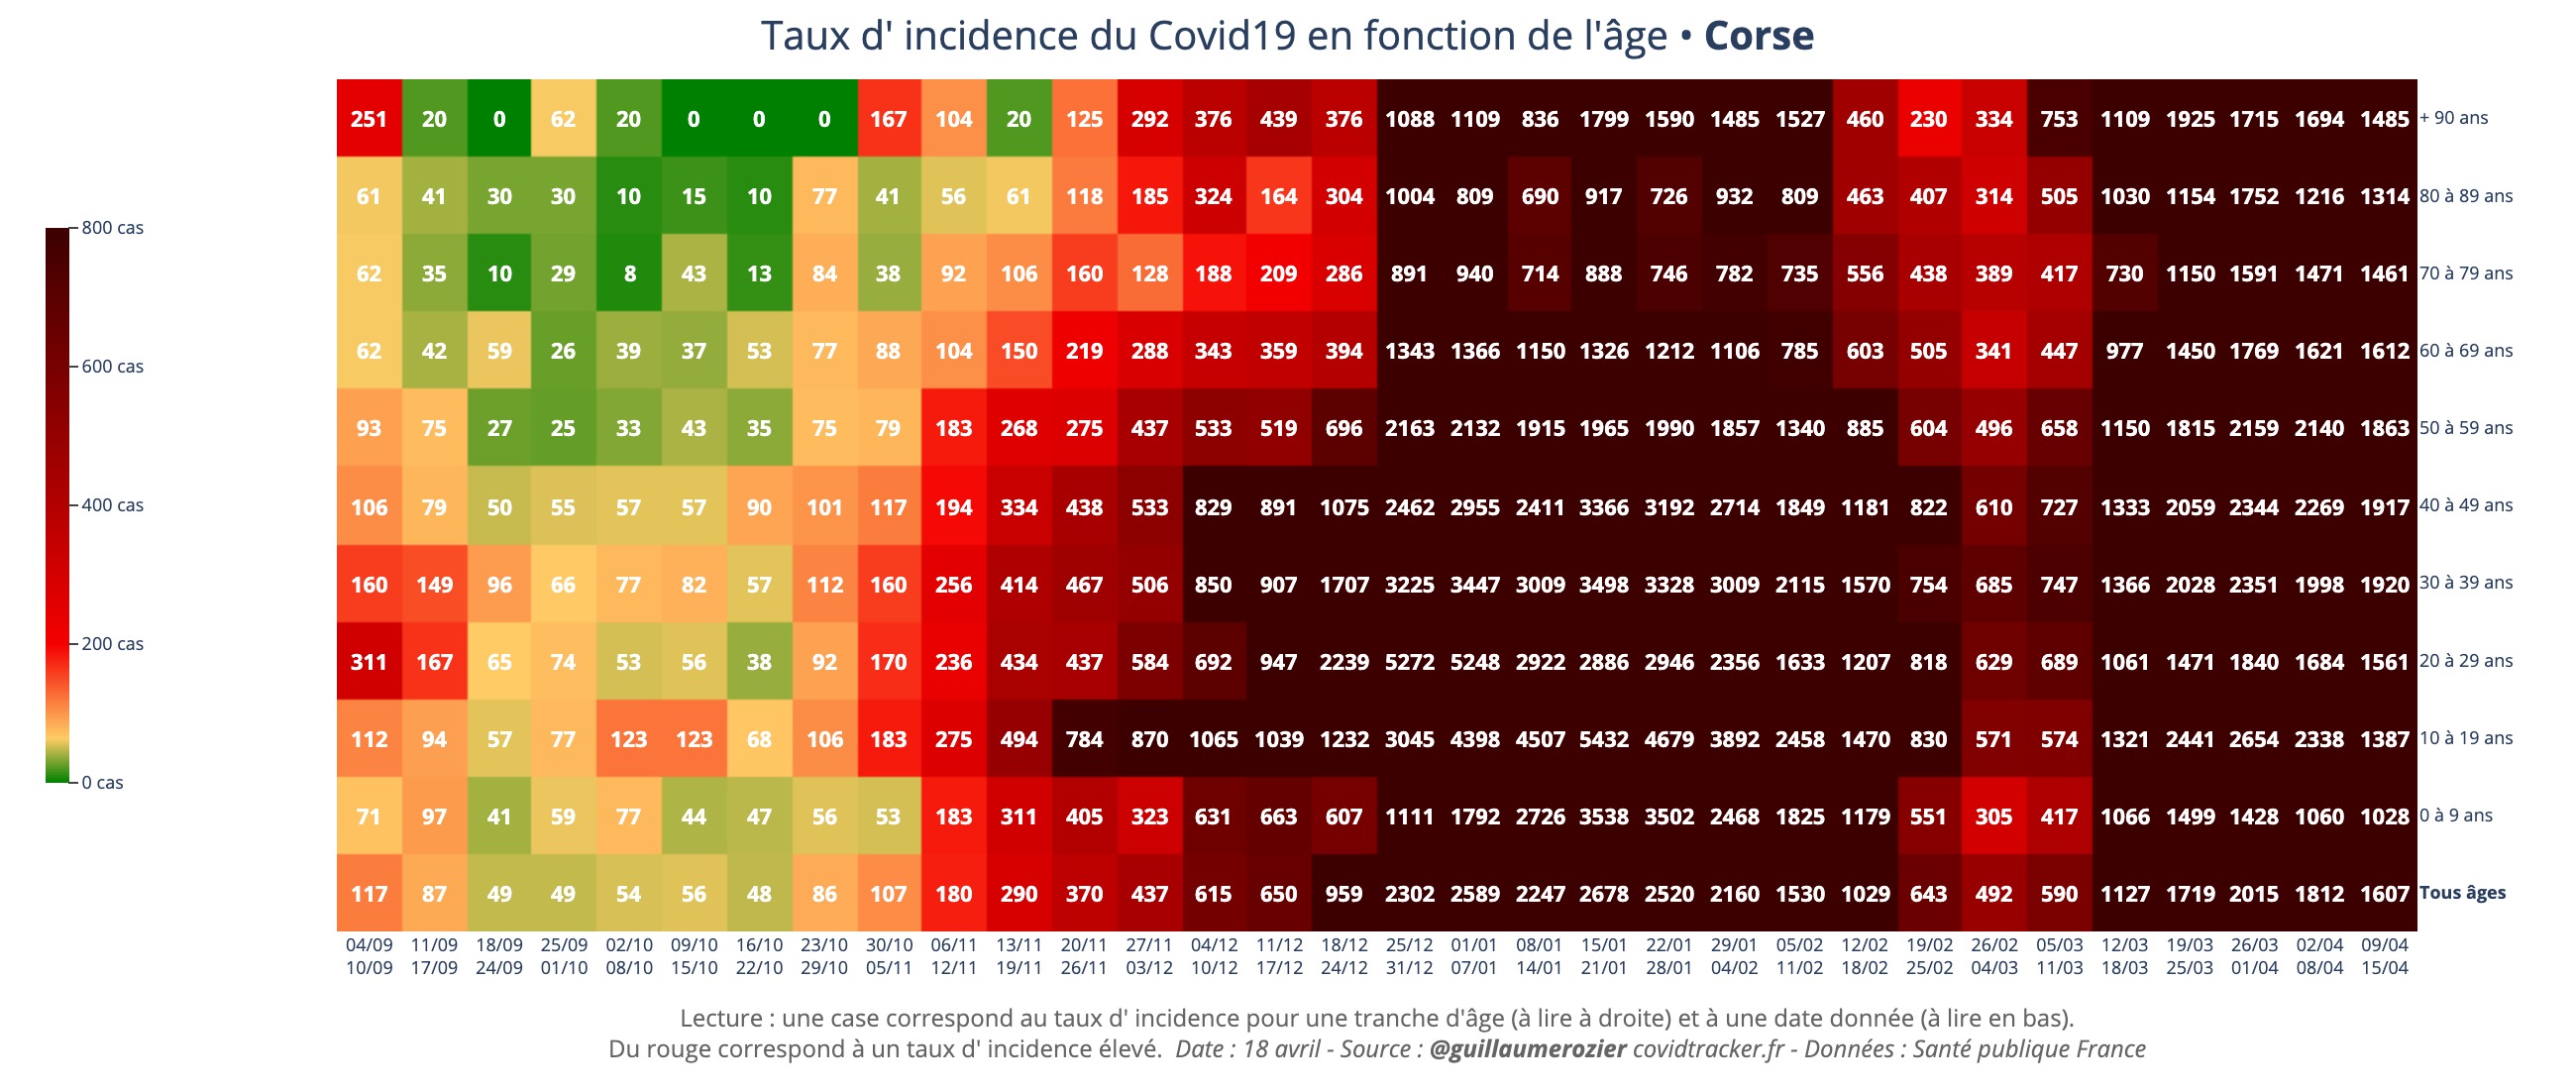 Taux d' incidence du Covid19 en fonction de l'âge • Corse
251 20 0 62 20 0 0 0 167 104 20 125 292 376 439 376 1088 1109 836 1799 1590 1485 1527 460 230 334 753 1109 1925 1715 1694 1485 + 90 ans
61 41 30 30 10 15 10 77 41 56 61 118 185 324 164 304 1004 809 690 917 726 932 809 463 407 314 505 1030 1154 1752 1216 1314 80 à 89 ans
800 cas
62 35 10 29 8 43 13 84 38 92 106 160 128 188 209 286 891 940 714 888 746 782 735 556 438 389 417 730 1150 1591 1471 1461 70 à 79 ans
62 42 59 26 39 37 53 77 88 104 150 219 288 343 359 394 1343 1366 1150 1326 1212 1106 785 603 505 341 447 977 1450 1769 1621 1612 60 à 69 ans
600 cas
93 75 27 25 33 43 35 75 79 183 268 275 437 533 519 696 2163 2132 1915 1965 1990 1857 1340 885 604 496 658 1150 1815 2159 2140 1863 50 à 59 ans
400 cas
106 79 50 55 57 57 90 101 117 194 334 438 533 829 891 1075 2462 2955 2411 3366 3192 2714 1849 1181 822 610 727 1333 2059 2344 2269 1917 40 à 49 ans
160 149 96 66 77 82 57 112 160 256 414 467 506 850 907 1707 3225 3447 3009 3498 3328 3009 2115 1570 754 685 747 1366 2028 2351 1998 1920 30 à 39 ans
200 cas
311 167 65 74 53 56 38 92 170 236 434 437 584 692 947 2239 5272 5248 2922 2886 2946 2356 1633 1207 818 629 689 1061 1471 1840 1684 1561 20 à 29 ans
112 94 57 77 123 123 68 106 183 275 494 784 870 1065 1039 1232 3045 4398 4507 5432 4679 3892 2458 1470 830 571 574 1321 2441 2654 2338 1387 10 à 19 ans
0 cas
71 97 41 59 77 44 47 56 53 183 311 405 323 631 663 607 1111 1792 2726 3538 3502 2468 1825 1179 551 305 417 1066 1499 1428 1060 1028 0 à 9 ans
117 87 49 49 54 56 48 86 107 180 290 370 437 615 650 959 2302 2589 2247 2678 2520 2160 1530 1029 643 492 590 1127 1719 2015 1812 1607 Tous âges
04/09 11/09 18/09 25/09 02/10 09/10 16/10 23/10 30/10 06/11 13/11 20/11 27/11 04/12 11/12 18/12 25/12 01/01 08/01 15/01 22/01 29/01 05/02 12/02 19/02 26/02 05/03 12/03 19/03 26/03 02/04 09/04
10/09 17/09 24/09 01/10 08/10 15/10 22/10 29/10 05/11 12/11 19/11 26/11 03/12 10/12 17/12 24/12 31/12 07/01 14/01 21/01 28/01 04/02 11/02 18/02 25/02 04/03 11/03 18/03 25/03 01/04 08/04 15/04
Lecture : une case correspond au taux d' incidence pour une tranche d'âge (à lire à droite) et à une date donnée (à lire en bas).
Du rouge correspond à un taux d' incidence élevé. Date : 18 avril - Source : @guillaumerozier covidtracker.fr - Données : Santé publique France